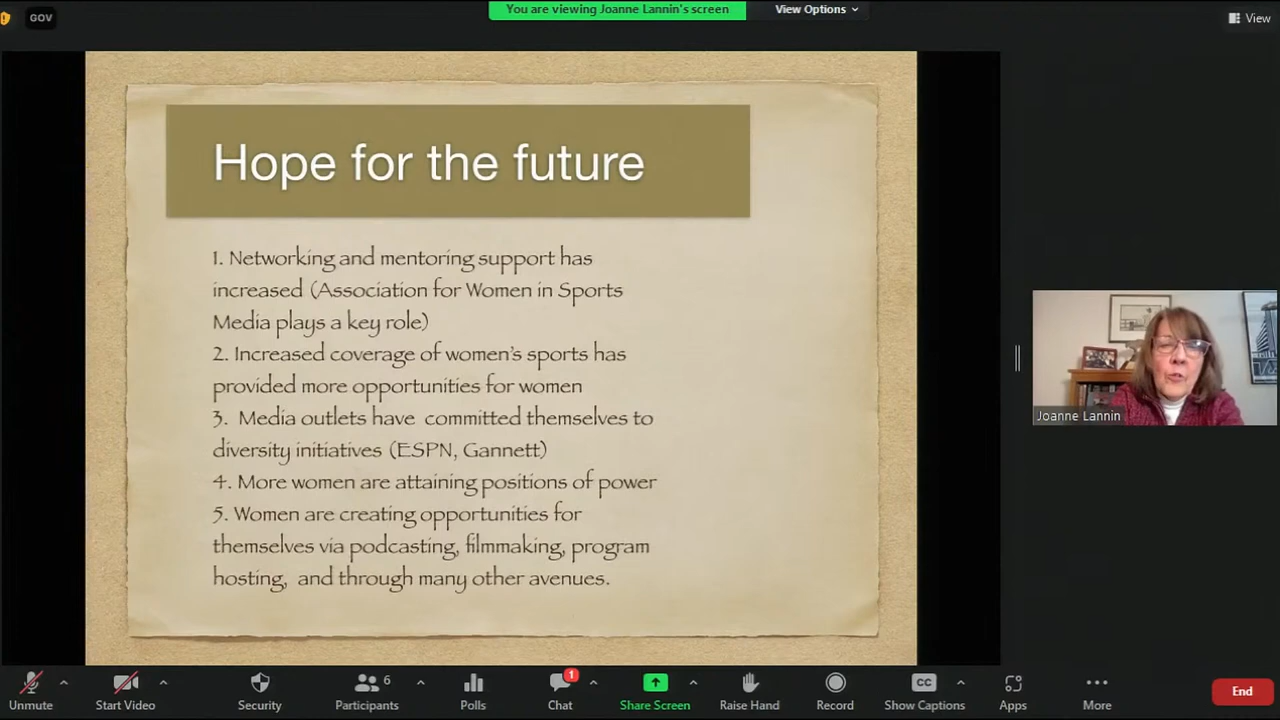 GOV
You are viewing Joanne Lannin's screen
View Options
View
Hope for the future
1. Networking and mentoring support has
increased (Association for Women in Sports
Media plays a key role)
2. Increased coverage of women's sports has
provided more opportunities for women
3. Media outlets have committed themselves to
diversity initiatives (ESPN, Gannett)
4. More women are attaining positions of power
5. Women are creating opportunities for
themselves via podcasting, filmmaking, program
hosting, and through many other avenues.
Joanne Lannin
6
1
CC
Unmute
Start Video
Security
Participants
Polls
Chat
Share Screen
Raise Hand
Record
Show Captions
Apps
More
End